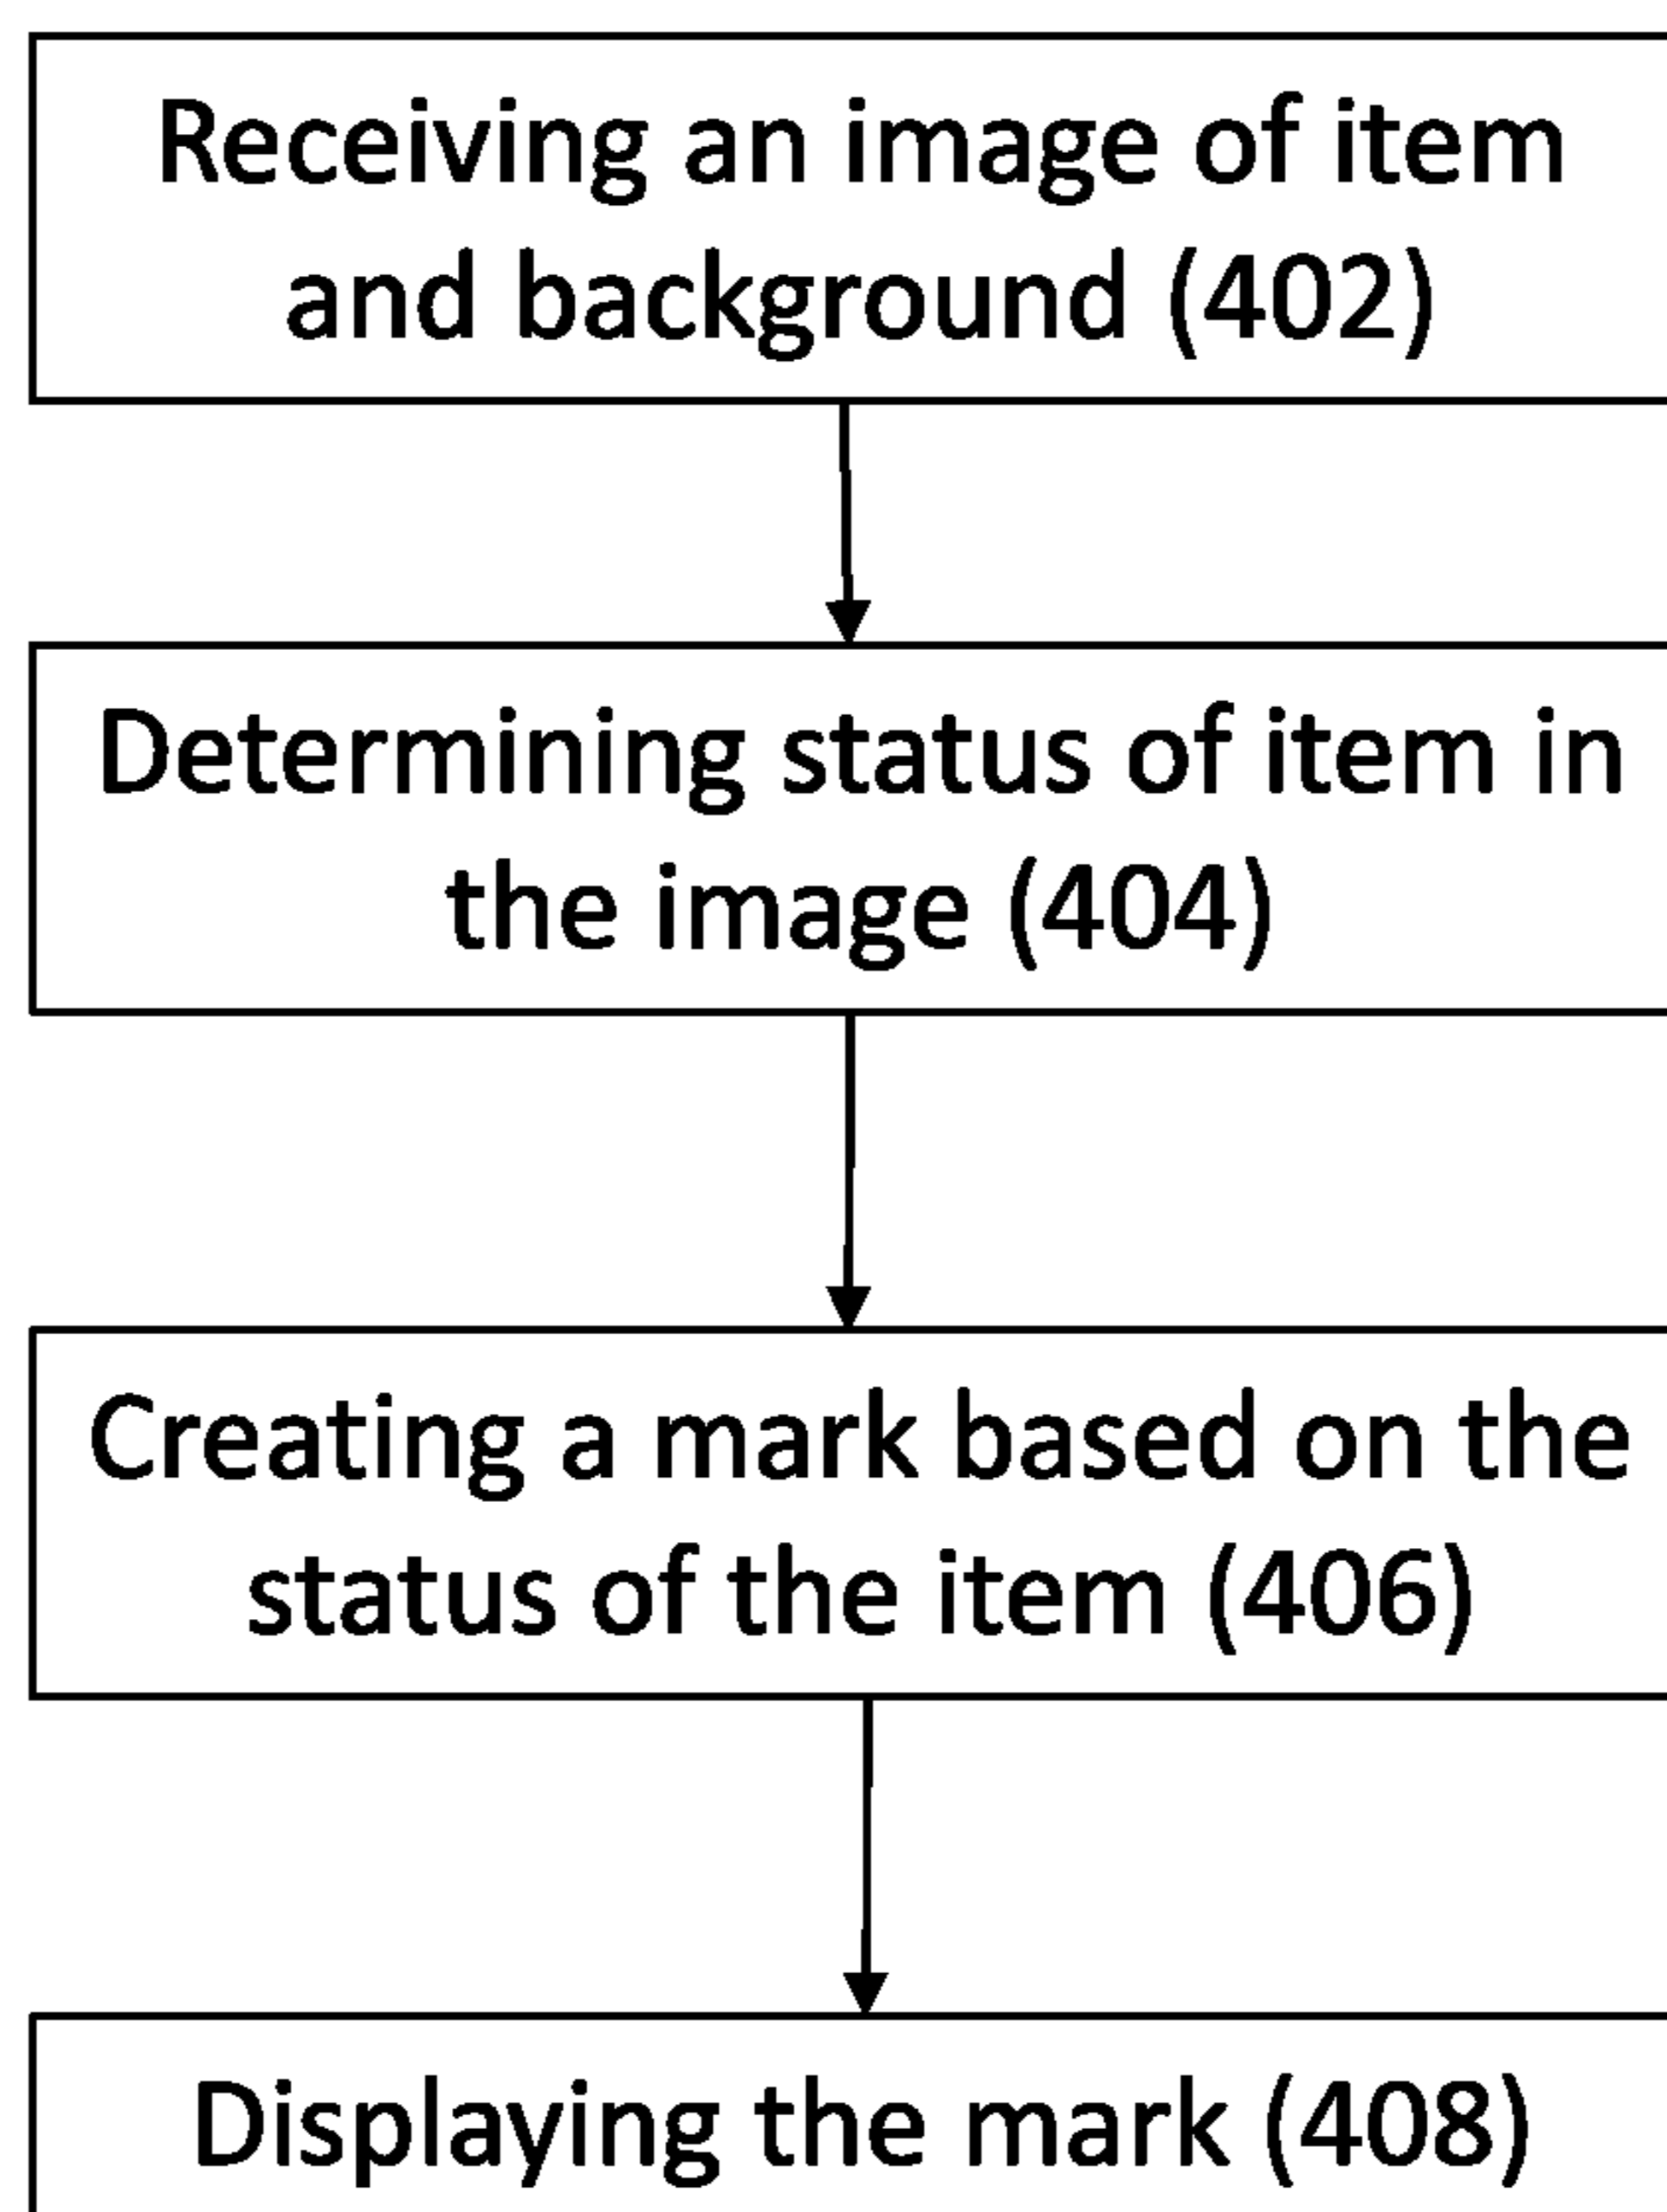 Receiving an image of item
and background (402)
Determining status of item in
the image (404)
Creating a mark based on the
status of the item (406)
Displaying the mark (408)